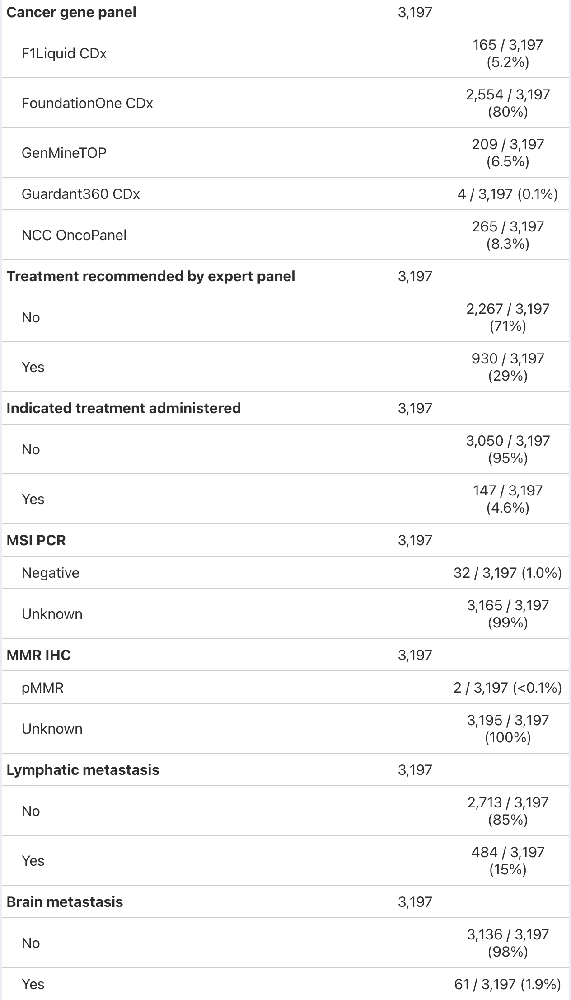 Cancer gene panel 3,197
F1Liquid CDx 165 / 3,197
(5.2%)
FoundationOne CDx 2,554 / 3,197
(80%)
GenMineTOP 209 / 3,197
(6.5%)
Guardant360 CDx 4 / 3,197 (0.1%)
NCC OncoPanel 265 / 3,197
(8.3%)
Treatment recommended by expert panel 3,197
No 2,267 / 3,197
(71%)
Yes 930 / 3,197
(29%)
Indicated treatment administered 3,197
No 3,050 / 3,197
(95%)
Yes 147 / 3,197
(4.6%)
MSI PCR 3,197
Negative 32 / 3,197 (1.0%)
Unknown 3,165 / 3,197
(99%)
MMR IHC 3,197
pMMR 2 / 3,197 (<0.1%)
Unknown 3,195 / 3,197
(100%)
Lymphatic metastasis 3,197
No 2,713 / 3,197
(85%)
Yes 484 / 3,197
(15%)
Brain metastasis 3,197
No 3,136 / 3,197
(98%)
Yes 61 / 3,197 (1.9%)